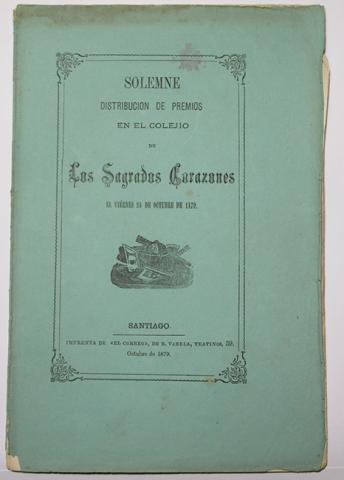 SOLEMNE
DISTRIBUCION DE PREMIOS
EN EL COLEJIO
DE
Los Sagrados Corazones
EL VIÉRNES 24 DE OCTUBRE DE 1879.
SANTIAGO
IMPRENTA DE «EL CORREO», DE R. VARELA, TEATINOS, 39.
Octubre de 1879.